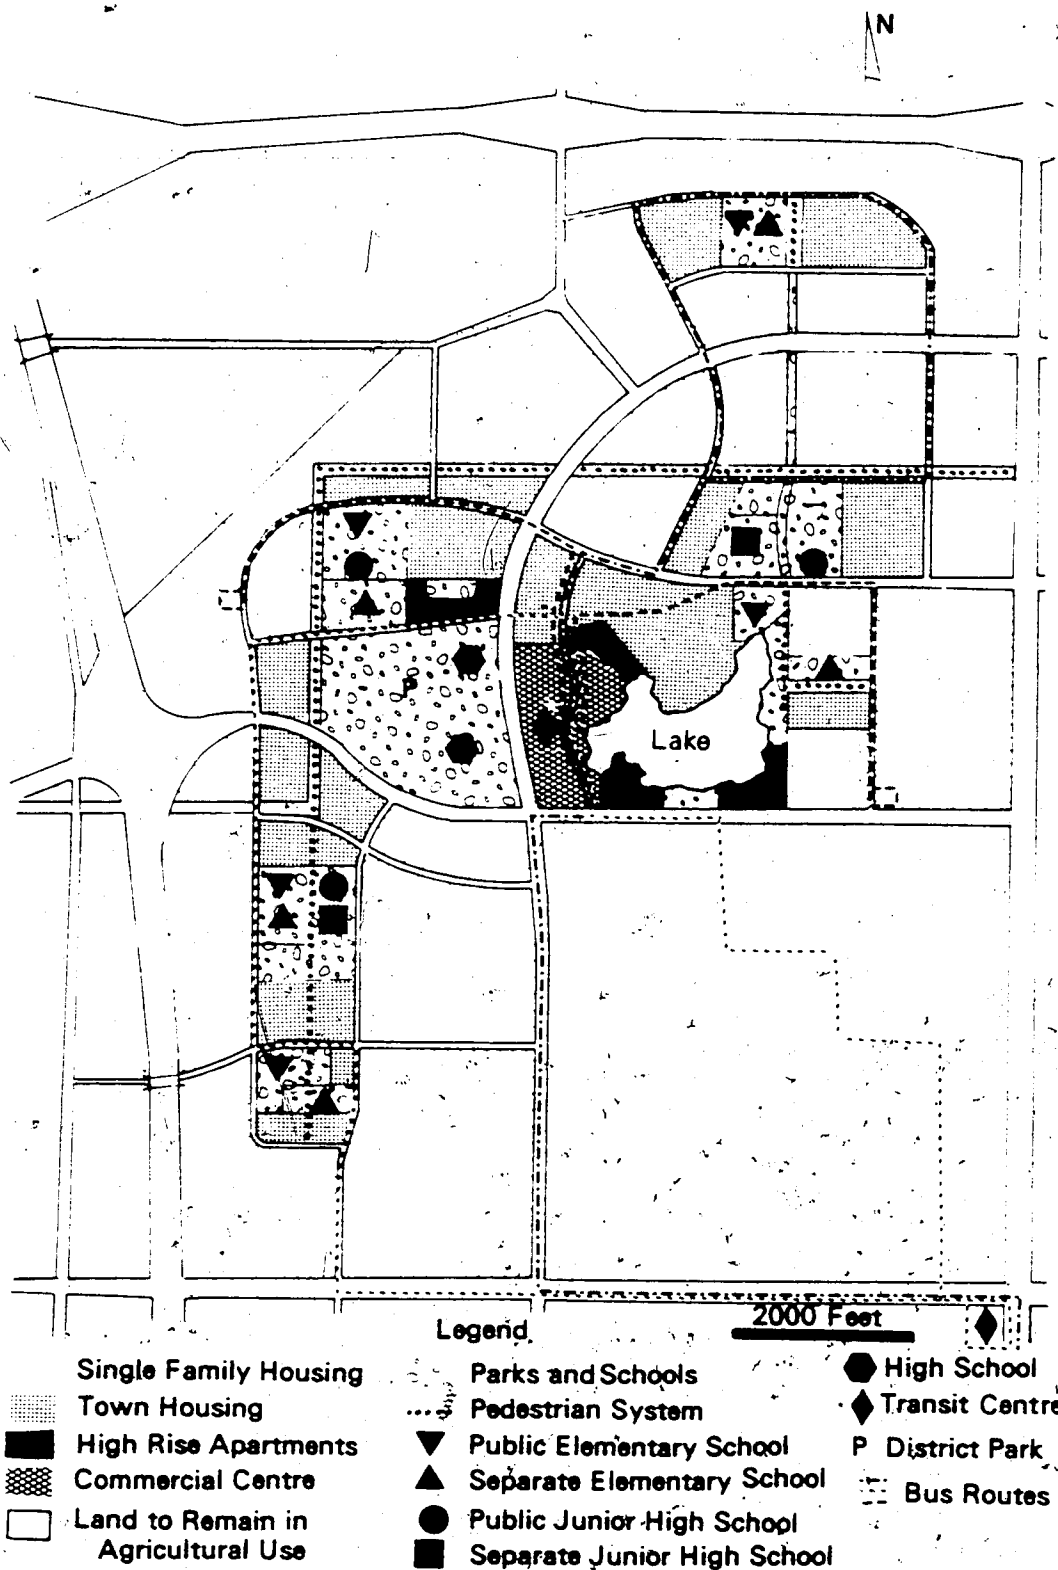 N
P
Lake
2000 Feet
Legend
Single Family Housing
Town Housing
High Rise Apartments
Commercial Centre
Land to Remain in
Agricultural Use
Parks and Schools
Pedestrian System
Public Elementary School
Separate Elementary School
Public Junior High School
Separate Junior High School
High School
Transit Centre
P District Park
Bus Routes